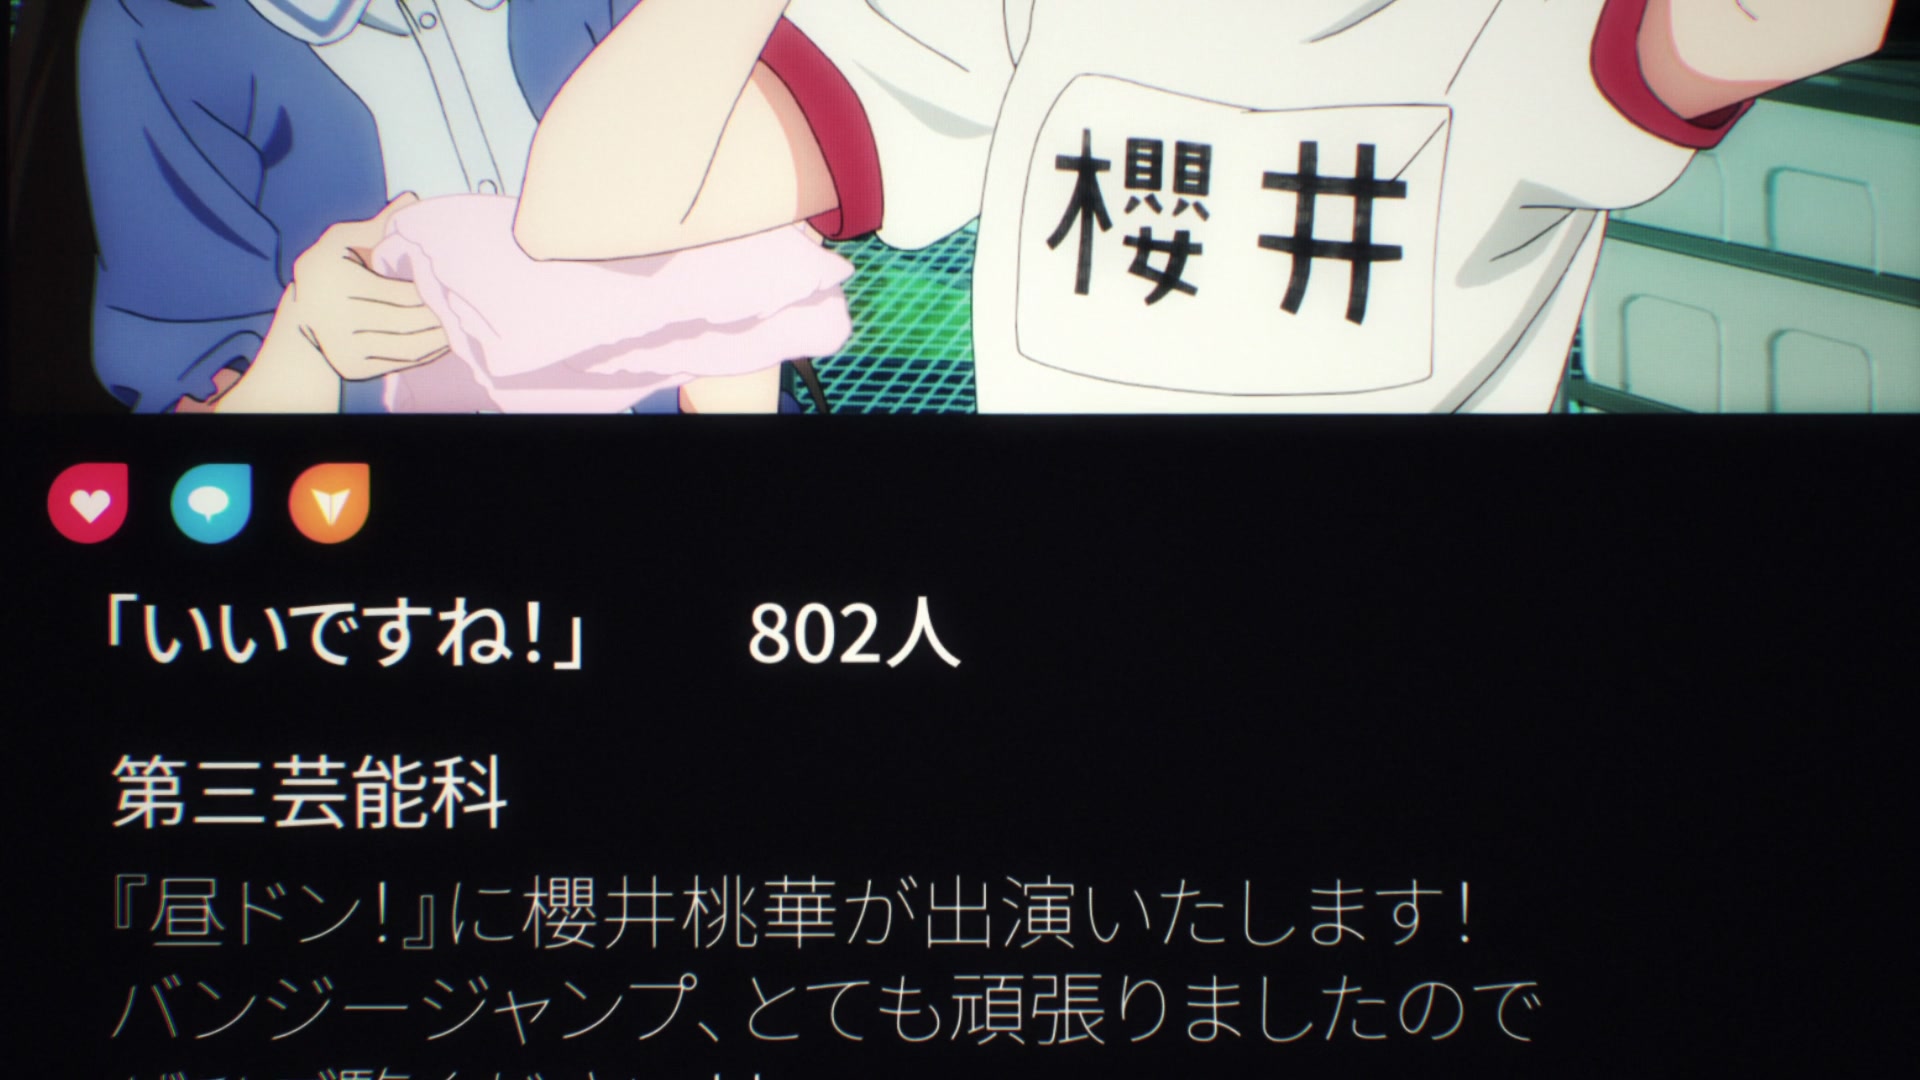 櫻井
「いいですね!」 802人
第三芸能科
『昼ドン!』に櫻井桃華が出演いたします!
バンジージャンプ、とても頑張りましたので